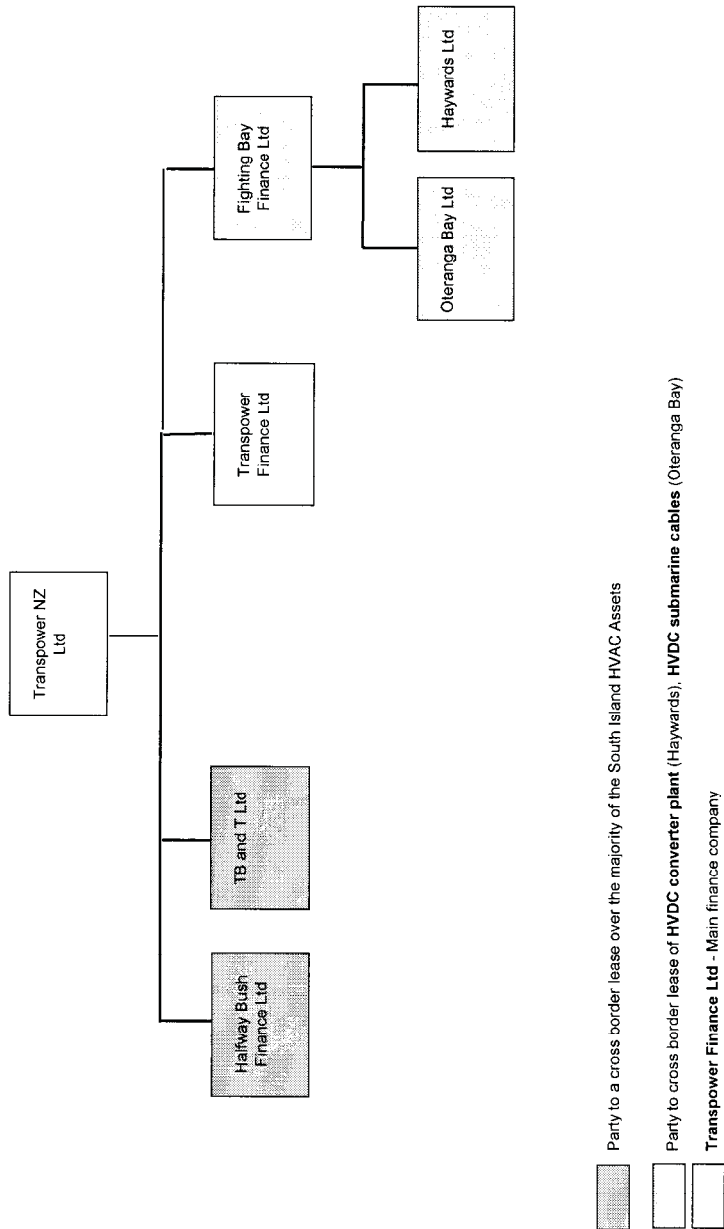 Transpower NZ
Ltd
Halfway Bush
Finance Ltd
TB and T Ltd
Transpower
Finance Ltd
Fighting Bay
Finance Ltd
Oteranga Bay Ltd
Haywards Ltd
Party to a cross border lease over the majority of the South Island HVAC Assets
Party to cross border lease of HVDC converter plant (Haywards), HVDC submarine cables (Oteranga Bay)
Transpower Finance Ltd - Main finance company